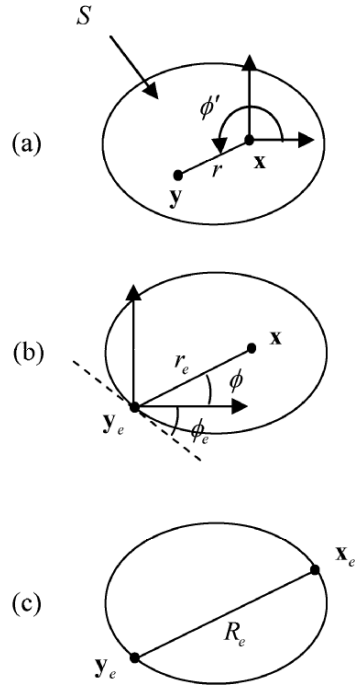 S
(a)
ϕ′
x
r
y
(b)
x
r_e
ϕ
y_e
ϕ_e
x_e
(c)
R_e
y_e